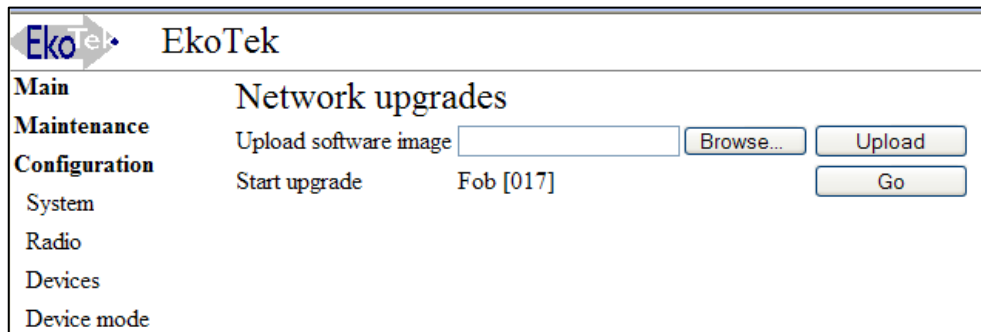 EkoTek EkoTek
Main
Maintenance
Configuration
System
Radio
Devices
Device mode
Network upgrades
Upload software image Browse... Upload
Start upgrade Fob [017] Go